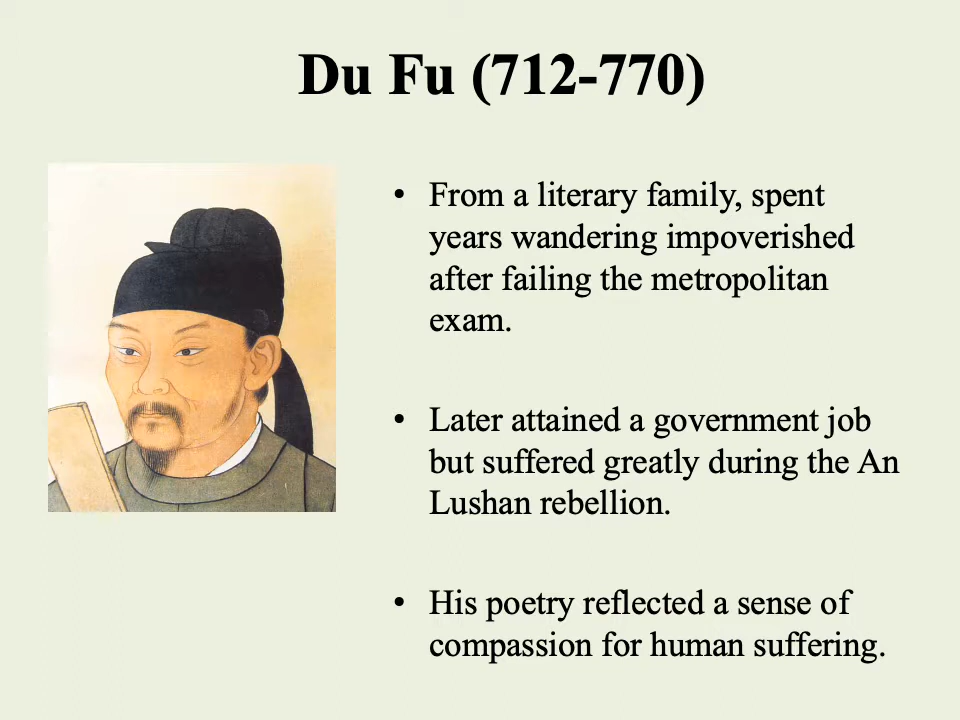 Du Fu (712-770)
• From a literary family, spent
years wandering impoverished
after failing the metropolitan
exam.
• Later attained a government job
but suffered greatly during the An
Lushan rebellion.
• His poetry reflected a sense of
compassion for human suffering.